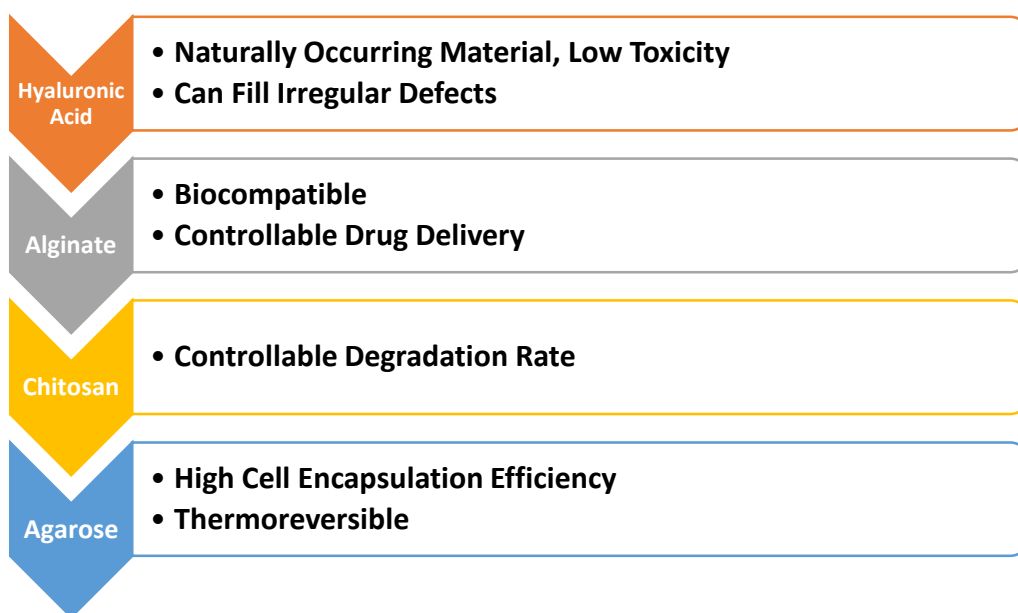 Hyaluronic
Acid
• Naturally Occurring Material, Low Toxicity
• Can Fill Irregular Defects
Alginate
• Biocompatible
• Controllable Drug Delivery
Chitosan
• Controllable Degradation Rate
Agarose
• High Cell Encapsulation Efficiency
• Thermoreversible